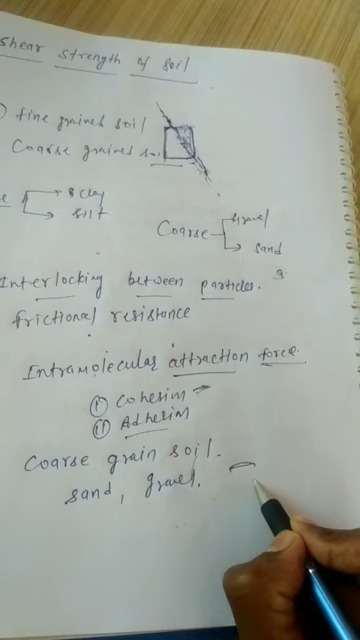 Shear strength of soil
fine grained soil
Coarse grained soil
clay
silt
Coarse
Gravel
sand
Interlocking between particles. &
frictional resistance
Intramolecular attraction force.
(i) Cohesion
(ii) Adhesion
Coarse grain soil.
sand, gravel.